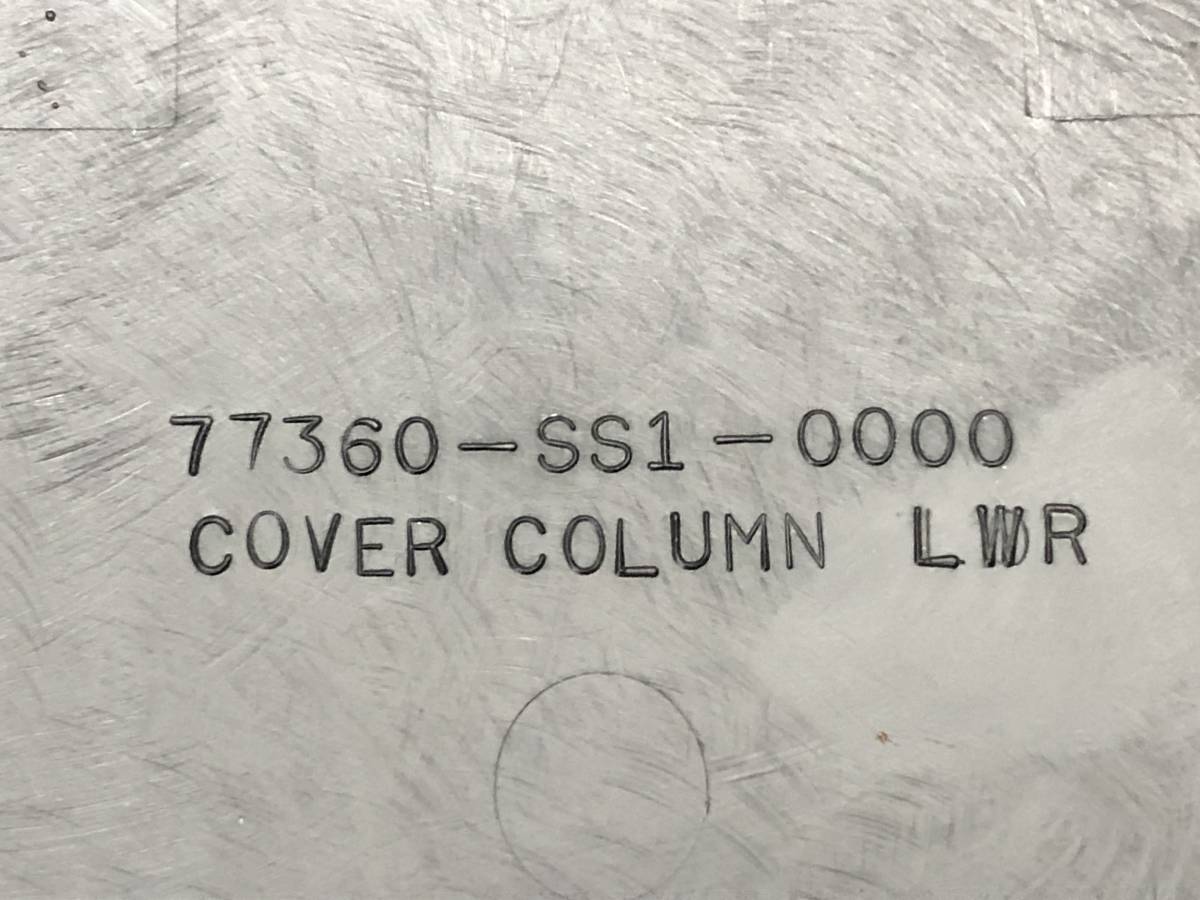 77360-SS1-0000
COVER COLUMN LWR